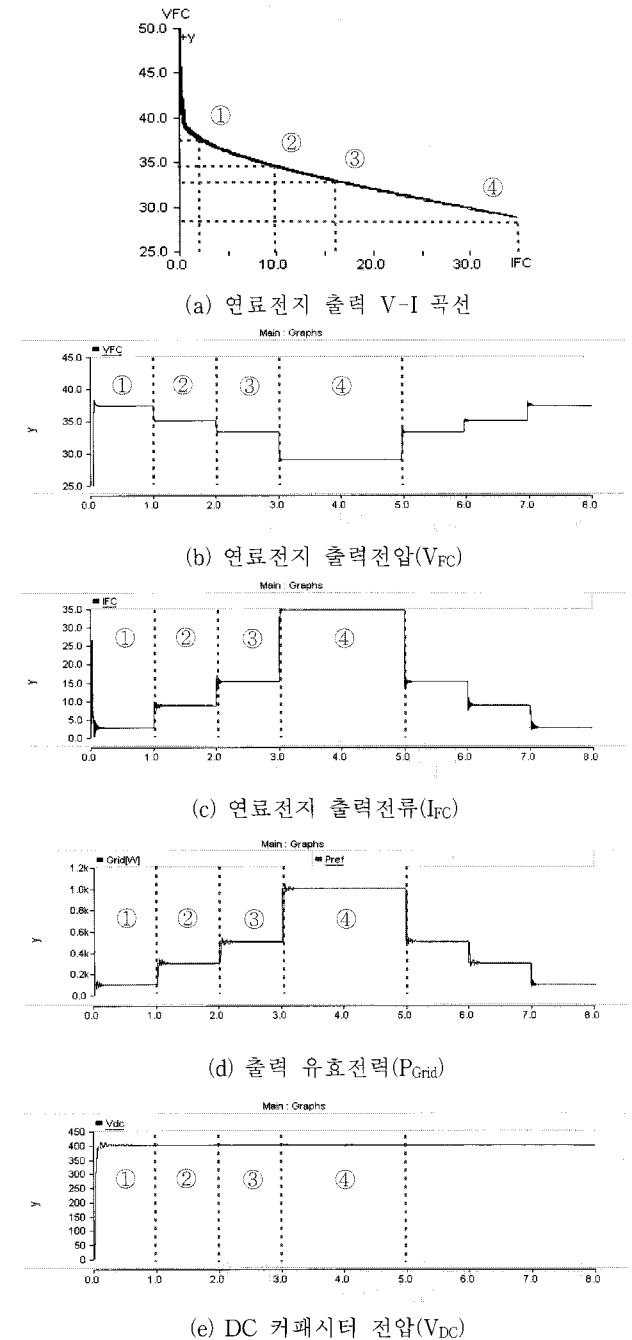 VFC
50.0
+y
45.0
40.0
35.0
30.0
25.0
① ② ③ ④
0.0 10.0 20.0 30.0 IFC
(a) 연료전지 출력 V-I 곡선
Main : Graphs
VFC
45.0
40.0
35.0
30.0
25.0
y
① ② ③ ④
0.0 1.0 2.0 3.0 4.0 5.0 6.0 7.0 8.0
(b) 연료전지 출력전압(VFC)
Main : Graphs
IFC
35.0
30.0
25.0
20.0
15.0
10.0
5.0
0.0
y
① ② ③ ④
0.0 1.0 2.0 3.0 4.0 5.0 6.0 7.0 8.0
(c) 연료전지 출력전류(IFC)
Main : Graphs
Grid[W] Pref
1.2k
1.0k
0.8k
0.6k
0.4k
0.2k
0.0
y
① ② ③ ④
0.0 1.0 2.0 3.0 4.0 5.0 6.0 7.0 8.0
(d) 출력 유효전력(PGrid)
Main : Graphs
Vdc
450
400
350
300
250
200
150
100
50
0
y
① ② ③ ④
0.0 1.0 2.0 3.0 4.0 5.0 6.0 7.0 8.0
(e) DC 커패시터 전압(VDC)